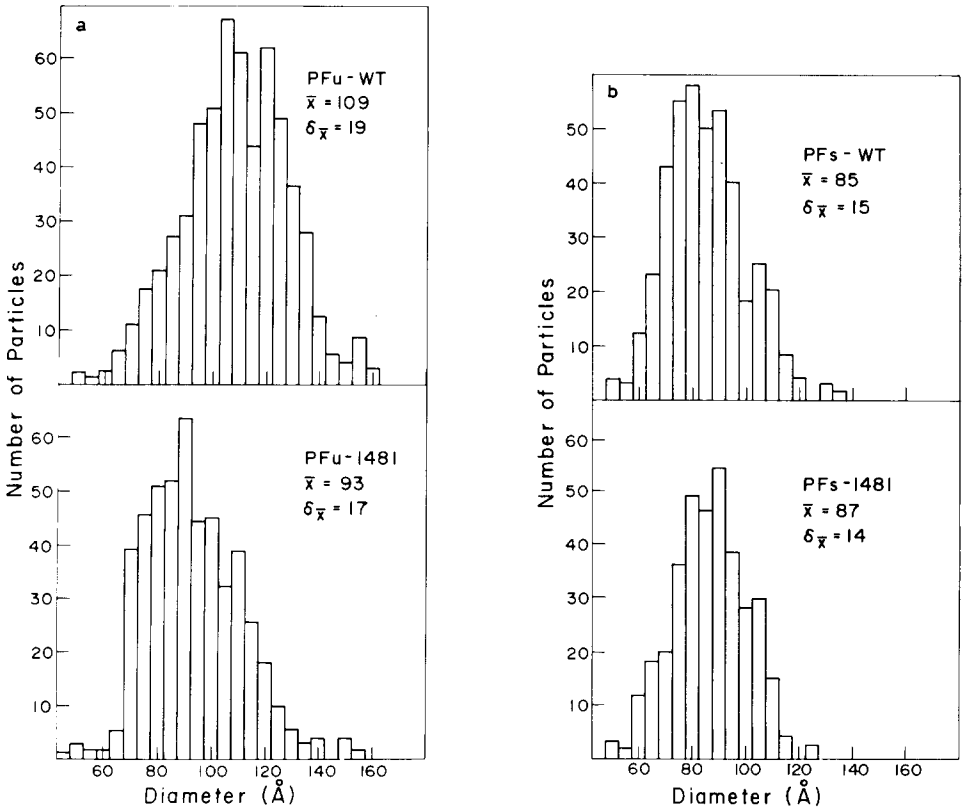 a
60
50
40
30
20
10
PFu-WT
x̄ = 109
δx̄ = 19
Number of Particles
60
50
40
30
20
10
PFu-1481
x̄ = 93
δx̄ = 17
60 80 100 120 140 160
Diameter (Å)
b
50
40
30
20
10
PFs-WT
x̄ = 85
δx̄ = 15
Number of Particles
60
50
40
30
20
10
PFs-1481
x̄ = 87
δx̄ = 14
60 80 100 120 140 160
Diameter (Å)